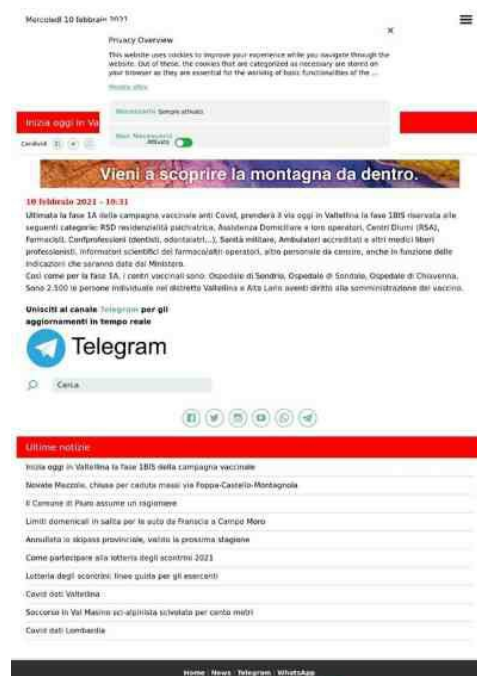 Mercoledì 10 febbraio 2021
×
Privacy Overview
This website uses cookies to improve your experience while you navigate through the
website. Out of these, the cookies that are categorized as necessary are stored on
your browser as they are essential for the working of basic functionalities of the ...
Mostra altro
Necessario Sempre attivato
Non Necessario
Attivato
Inizia oggi in Va
Condividi
Vieni a scoprire la montagna da dentro.
10 febbraio 2021 - 10:31
Ultimata la fase 1A della campagna vaccinale anti Covid, prenderà il via oggi in Valtellina la fase 1BIS riservata alle
seguenti categorie: RSD residenzialità psichiatrica, Assistenza Domiciliare e loro operatori, Centri Diurni (RSA),
Farmacisti, Confprofessioni (dentisti, odontoiatri...), Sanità militare, Ambulatori accreditati e altri medici liberi
professionisti, informatori scientifici del farmaco/altri operatori, altro personale da censire, anche in funzione delle
indicazioni che saranno date dal Ministero.
Così come per la fase 1A, i centri vaccinali sono: Ospedale di Sondrio, Ospedale di Sondalo, Ospedale di Chiavenna.
Sono 2.500 le persone individuate nel distretto Valtellina e Alto Lario aventi diritto alla somministrazione del vaccino.
Unisciti al canale Telegram per gli
aggiornamenti in tempo reale
Telegram
Cerca
Ultime notizie
Inizia oggi in Valtellina la fase 1BIS della campagna vaccinale
Novate Mezzola, chiusa per caduta massi via Foppa-Castello-Montagnola
Il Comune di Piuro assume un ragioniere
Limiti domenicali in salita per le auto da Franscia a Campo Moro
Annullato lo skipass provinciale, valido la prossima stagione
Come partecipare alla lotteria degli scontrini 2021
Lotteria degli scontrini: linee guida per gli esercenti
Covid dati Valtellina
Soccorso in Val Masino sci-alpinista scivolato per cento metri
Covid dati Lombardia
Home | News | Telegram | WhatsApp